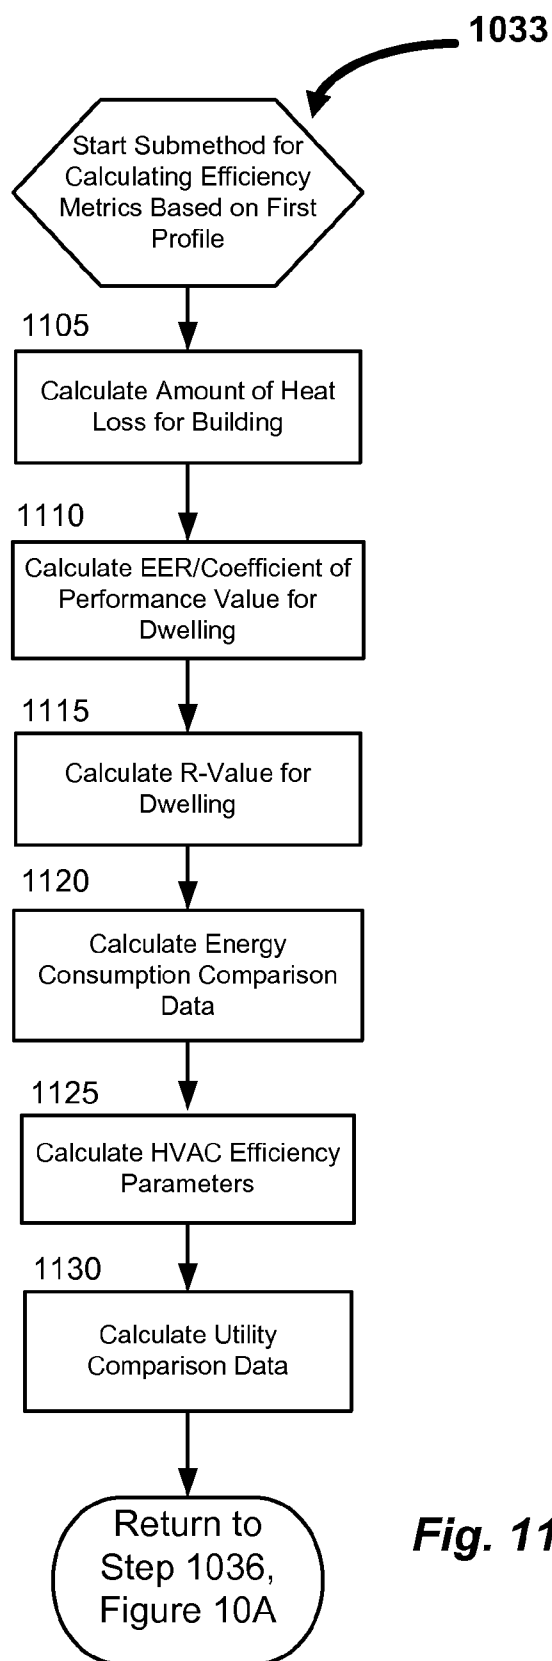 1033
Start Submethod for
Calculating Efficiency
Metrics Based on First
Profile
1105
Calculate Amount of Heat
Loss for Building
1110
Calculate EER/Coefficient of
Performance Value for
Dwelling
1115
Calculate R-Value for
Dwelling
1120
Calculate Energy
Consumption Comparison
Data
1125
Calculate HVAC Efficiency
Parameters
1130
Calculate Utility
Comparison Data
Return to
Step 1036,
Figure 10A
Fig. 11